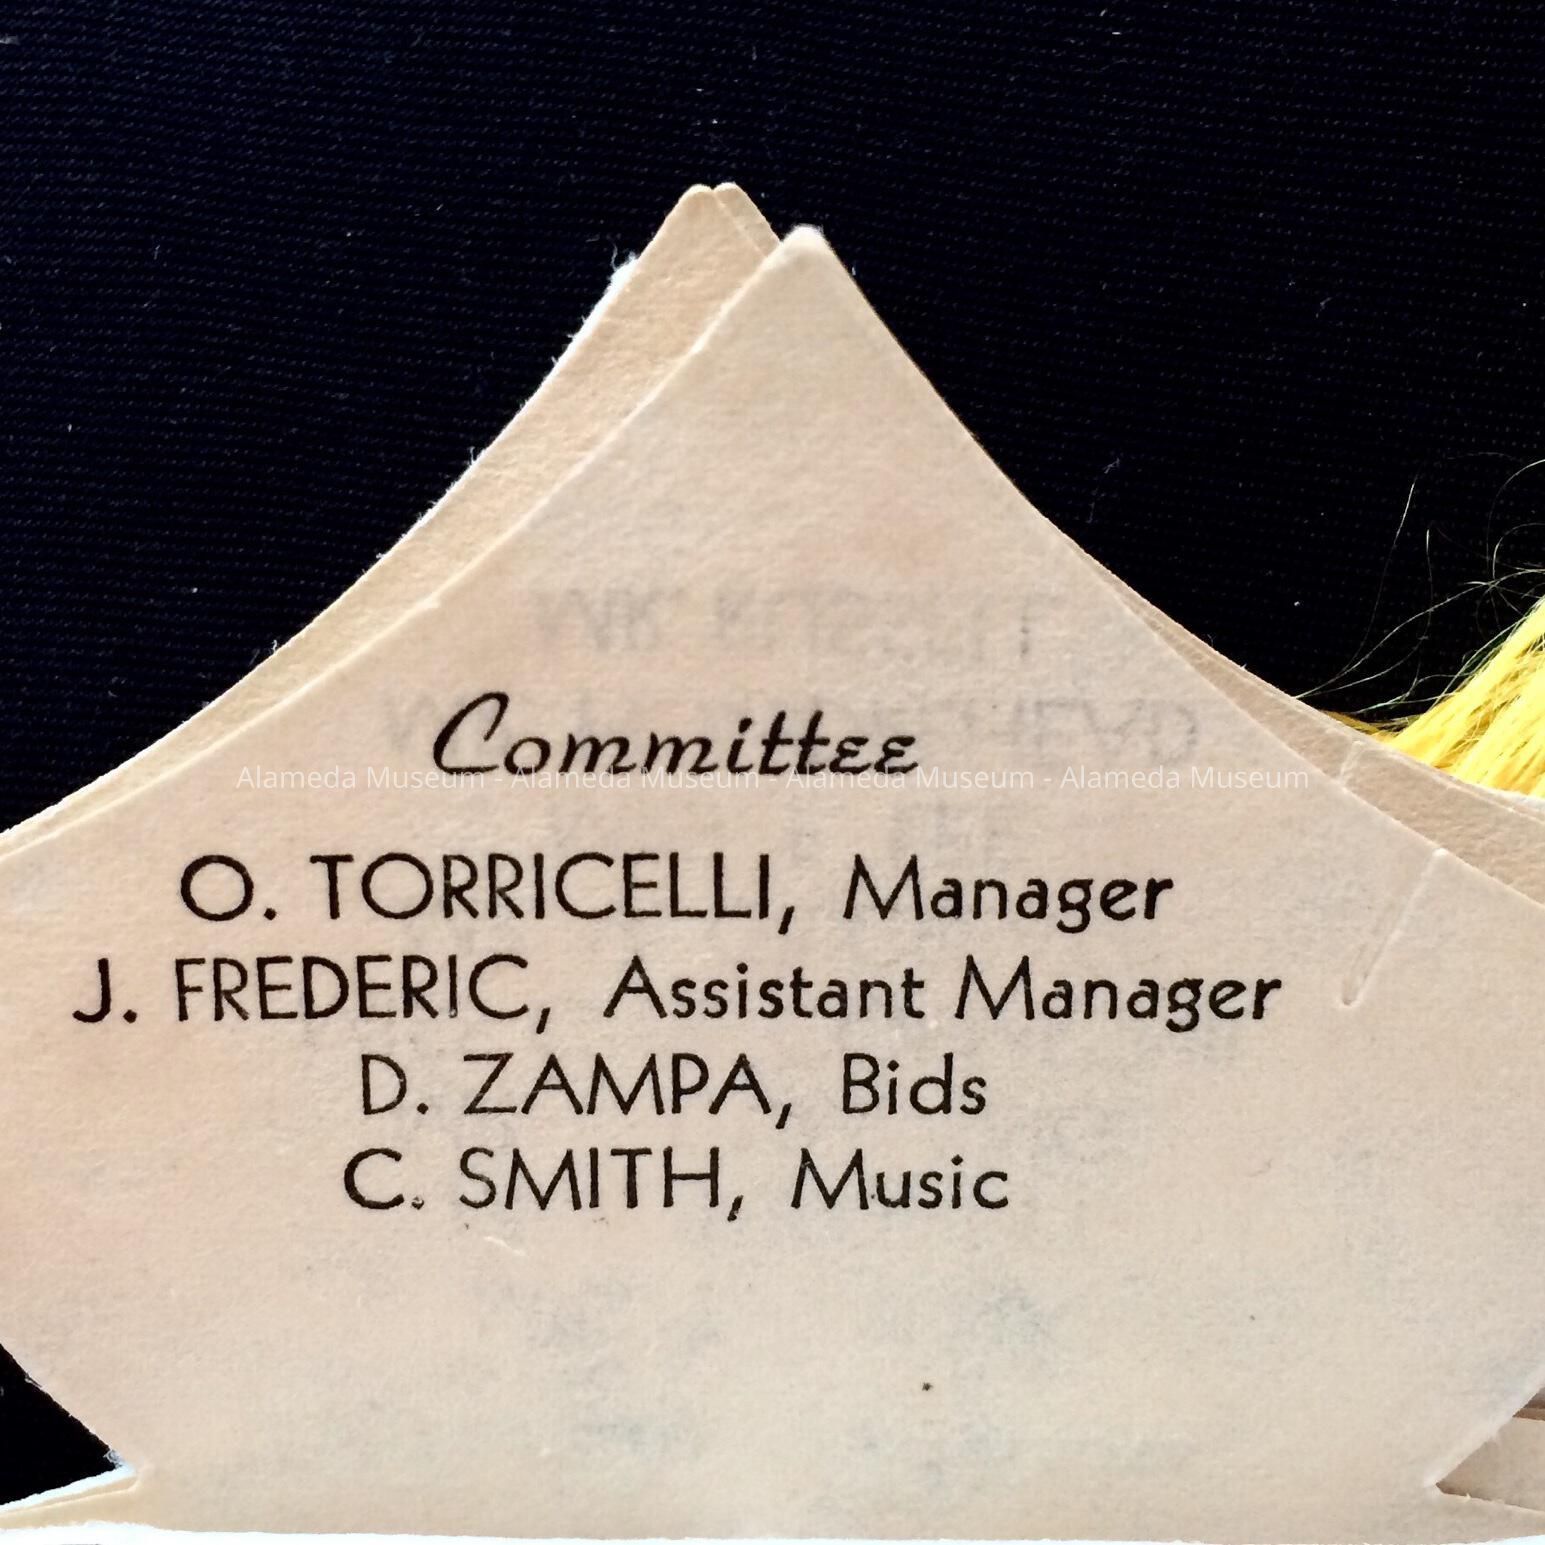 Committee
Alameda Museum - Alameda Museum - Alameda Museum - Alameda Museum
O. TORRICELLI, Manager
J. FREDERIC, Assistant Manager
D. ZAMPA, Bids
C. SMITH, Music